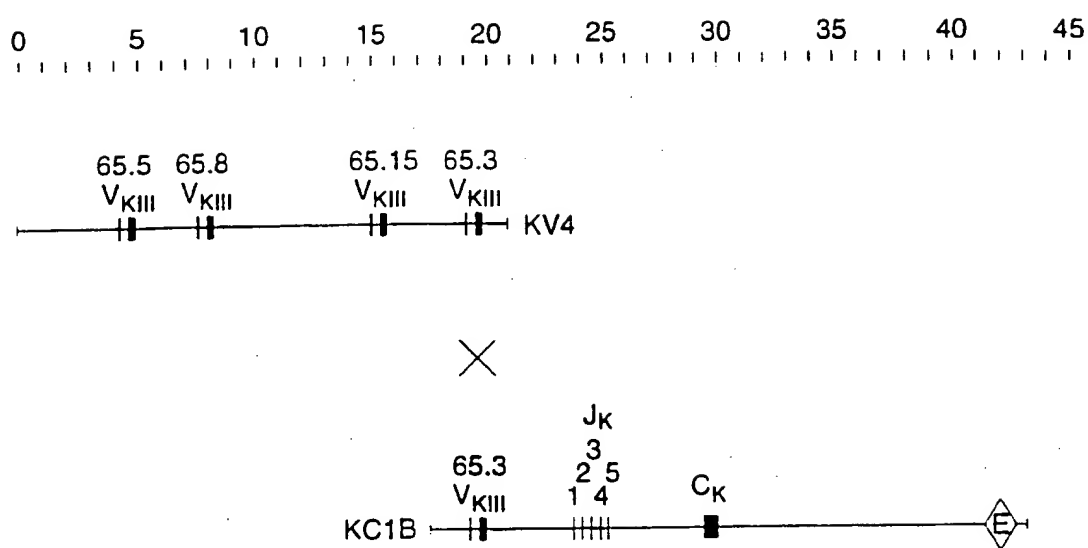 0 5 10 15 20 25 30 35 40 45
65.5 65.8 65.15 65.3
VKIII VKIII VKIII VKIII KV4
JK
3
2 5
65.3 1 4 CK
VKIII
KC1B E